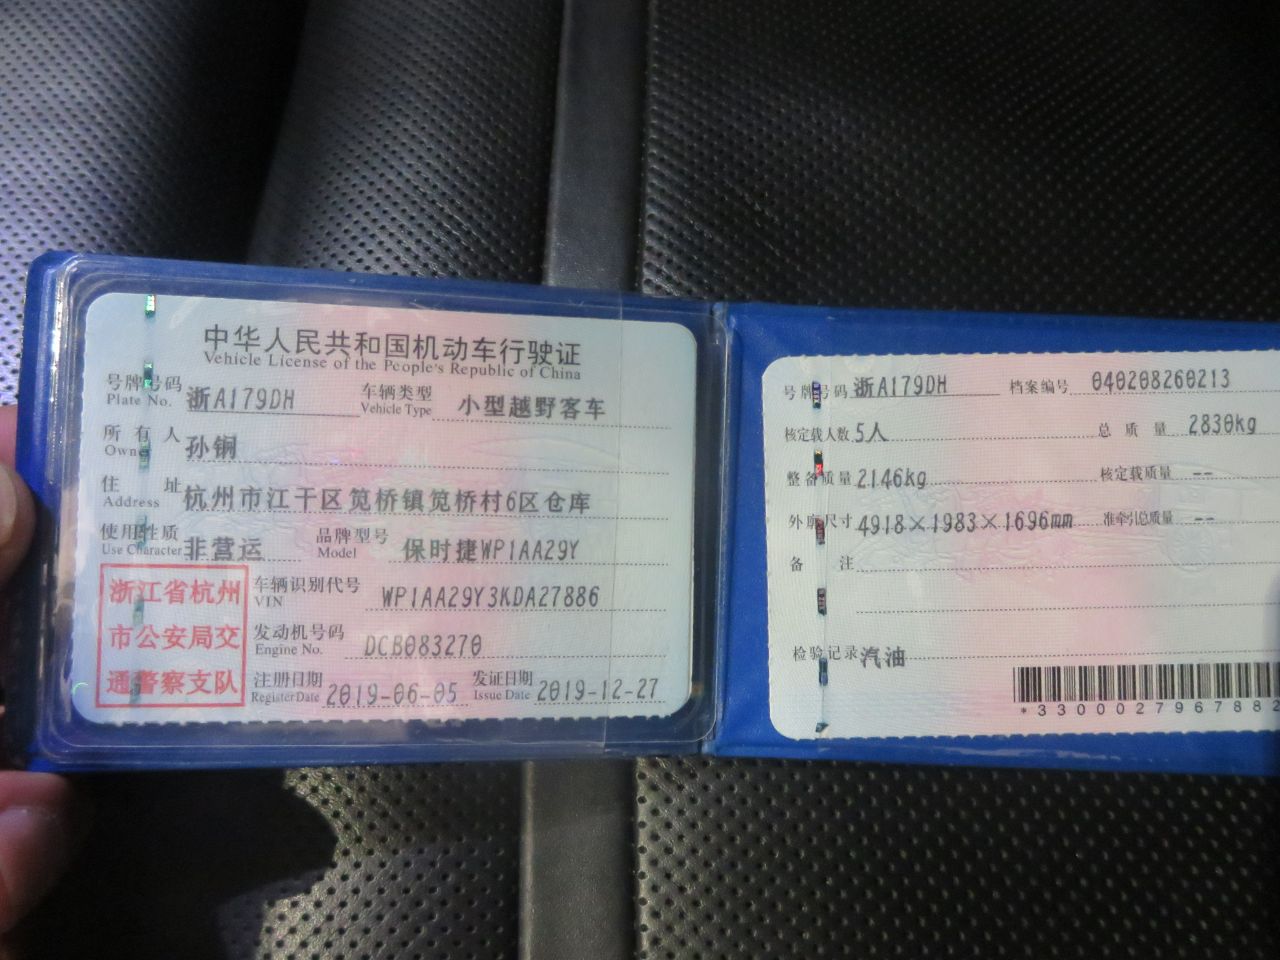 中华人民共和国机动车行驶证
Vehicle License of the People's Republic of China
号牌号码 浙A179DH 车辆类型 小型越野客车
Plate No. Vehicle Type
所有人 孙铜
Owner
住址 杭州市江干区笕桥镇笕桥村6区仓库
Address
使用性质 非营运 品牌型号 保时捷WP1AA29Y
Use Character Model
浙江省杭州
市公安局交
通警察支队
车辆识别代号 WP1AA29Y3KDA27886
VIN
发动机号码 DCB083270
Engine No.
注册日期 2019-06-05 发证日期 2019-12-27
Register Date Issue Date
号牌号码 浙A179DH 档案编号 040208260213
核定载人数 5人 总质量 2830kg
整备质量 2146kg 核定载质量 --
外廓尺寸 4918×1983×1696mm 准牵引总质量 --
备注
检验记录 汽油
*3300027967882